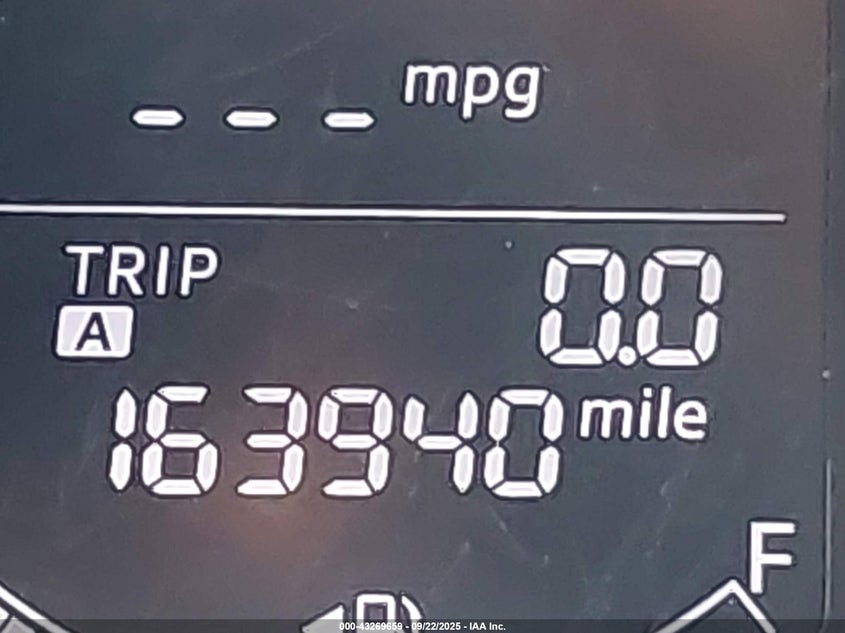 --- mpg
TRIP
A 0.0
163940 mile
F
000-43269659 - 09/22/2025 - IAA Inc.